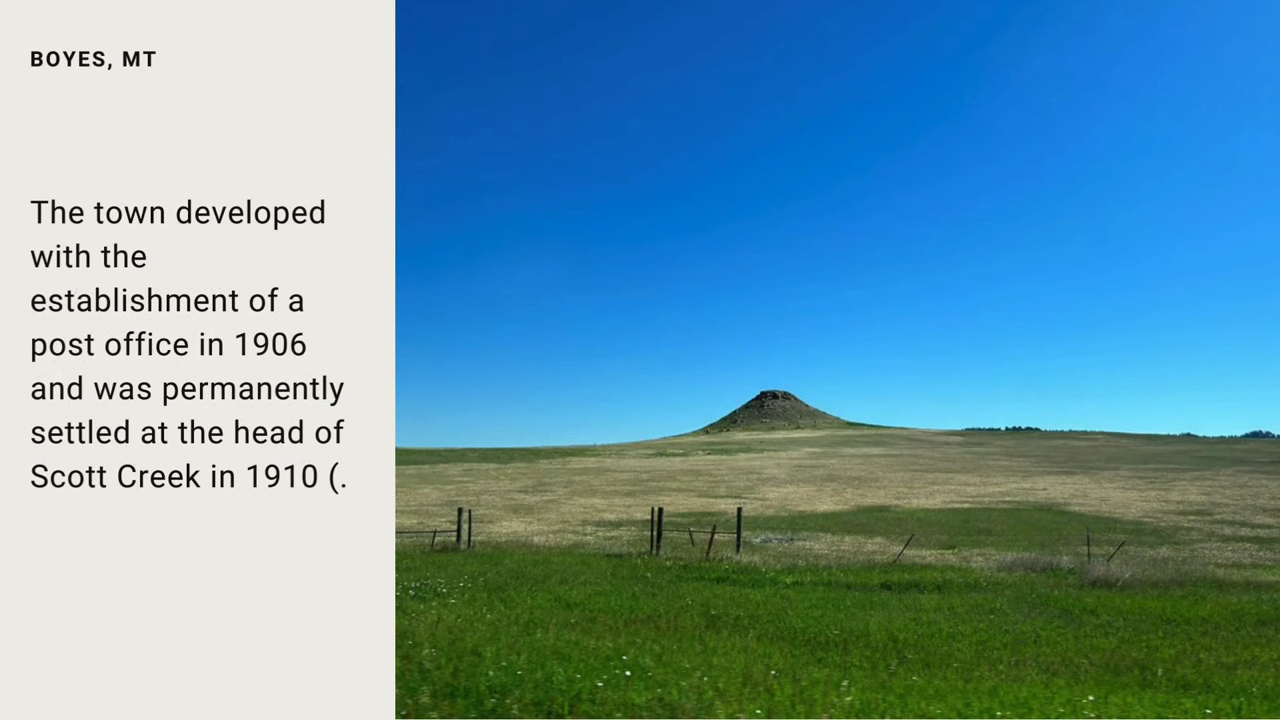 BOYES, MT
The town developed
with the
establishment of a
post office in 1906
and was permanently
settled at the head of
Scott Creek in 1910 (.